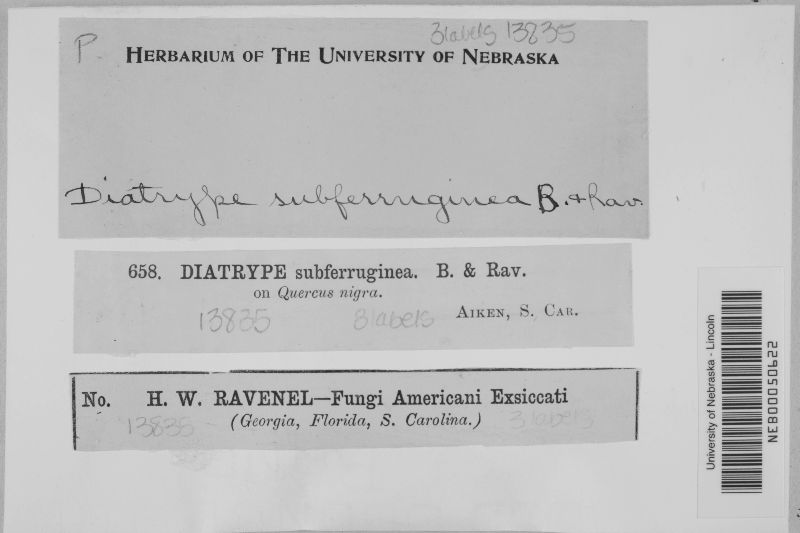 3labels 13835
P.
HERBARIUM OF THE UNIVERSITY OF NEBRASKA
Diatrype subferruginea B. & Rav.
658. DIATRYPE subferruginea. B. & Rav.
on Quercus nigra.
AIKEN, S. CAR.
13835 3labels
No. H. W. RAVENEL—Fungi Americani Exsiccati
(Georgia, Florida, S. Carolina.)
13835 3labels
University of Nebraska - Lincoln
NEB00050622